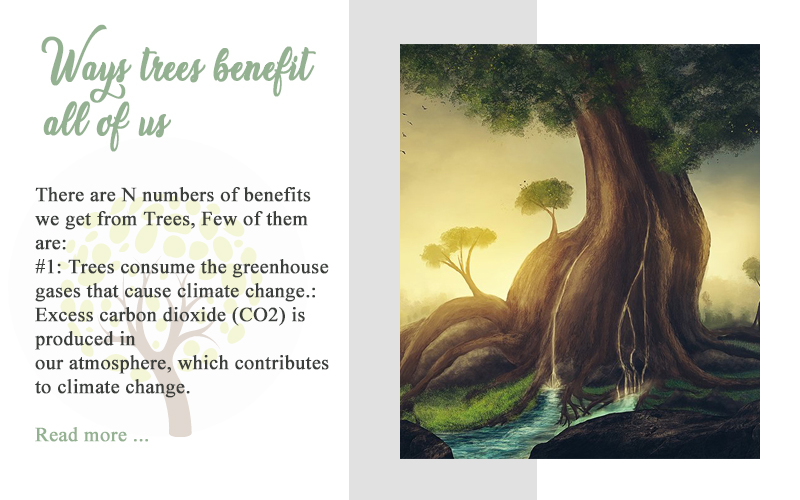 Ways trees benefit
all of us
There are N numbers of benefits
we get from Trees, Few of them
are:
#1: Trees consume the greenhouse
gases that cause climate change.:
Excess carbon dioxide (CO2) is
produced in
our atmosphere, which contributes
to climate change.
Read more ...